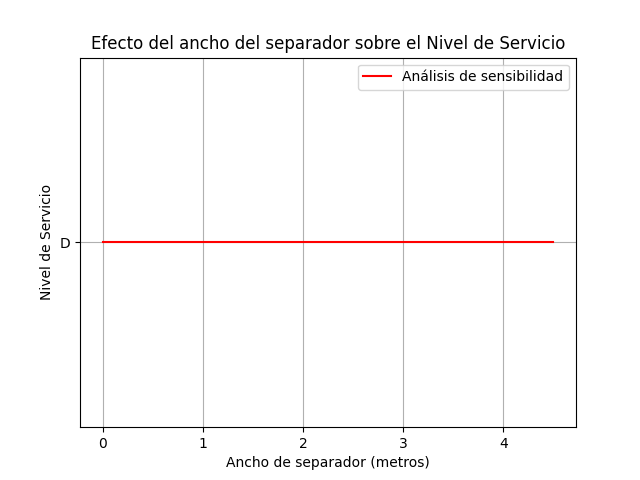 Efecto del ancho del separador sobre el Nivel de Servicio
Análisis de sensibilidad
Nivel de Servicio
D
0 1 2 3 4
Ancho de separador (metros)